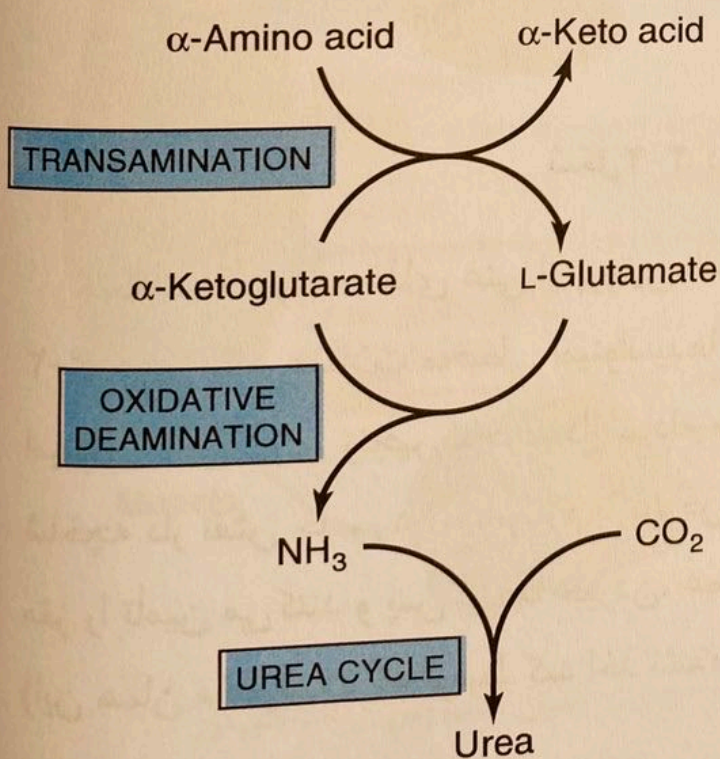 α-Amino acid
α-Keto acid
TRANSAMINATION
α-Ketoglutarate
L-Glutamate
OXIDATIVE
DEAMINATION
NH₃
CO₂
UREA CYCLE
Urea